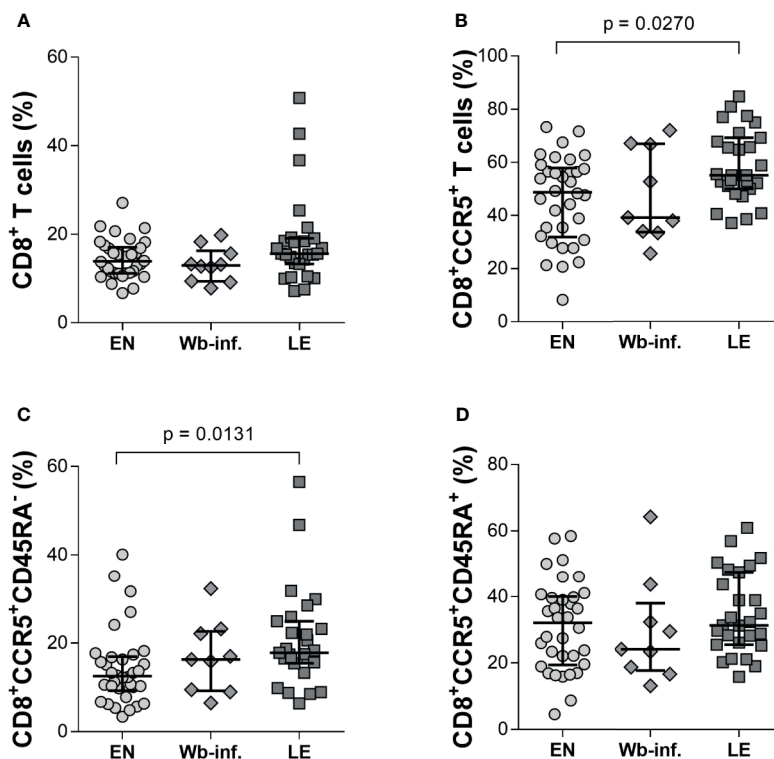 A
CD8⁺ T cells (%)
60
40
20
0
EN Wb-inf. LE
B
p = 0.0270
CD8⁺CCR5⁺ T cells (%)
100
80
60
40
20
0
EN Wb-inf. LE
C
p = 0.0131
CD8⁺CCR5⁺CD45RA⁻ (%)
60
40
20
0
EN Wb-inf. LE
D
CD8⁺CCR5⁺CD45RA⁺ (%)
80
60
40
20
0
EN Wb-inf. LE